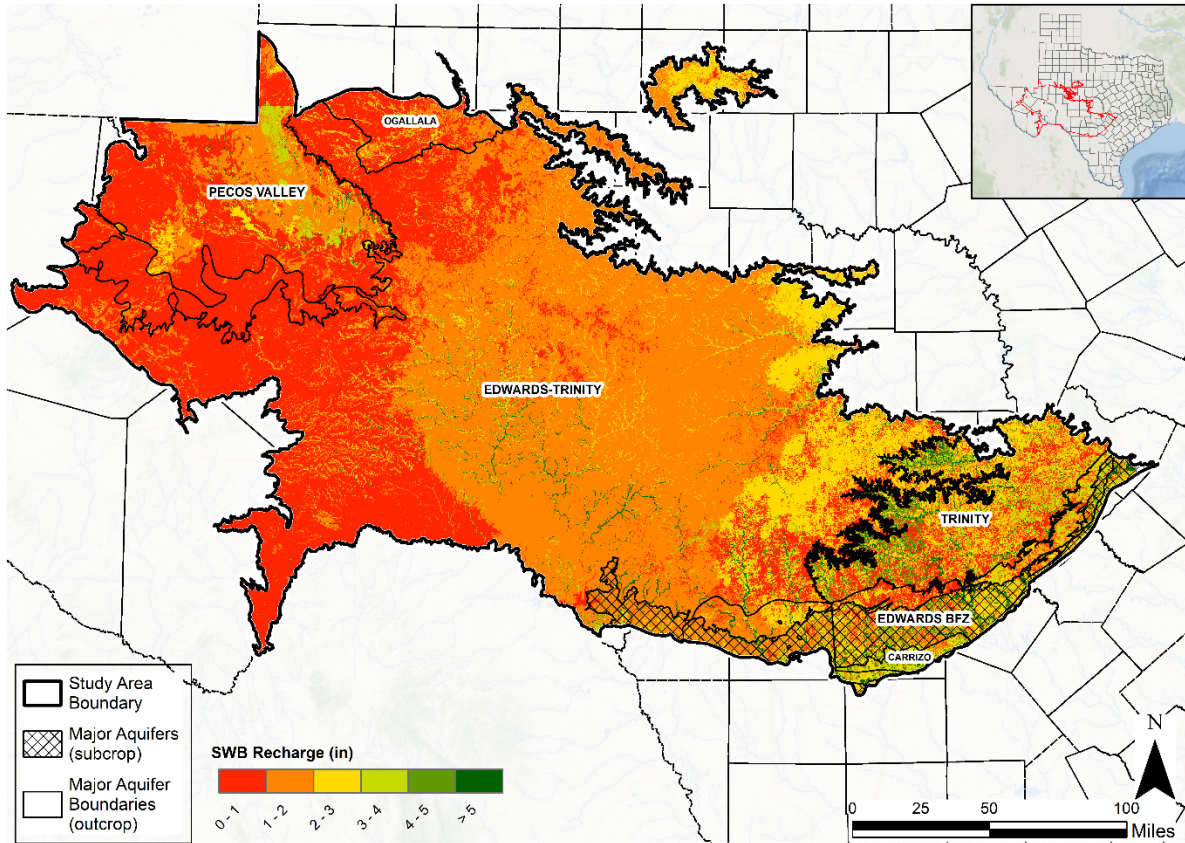 OGALLALA
PECOS VALLEY
EDWARDS-TRINITY
TRINITY
EDWARDS BFZ
CARRIZO
Study Area
Boundary
Major Aquifers
(subcrop)
Major Aquifer
Boundaries
(outcrop)
SWB Recharge (in)
0 - 1
1 - 2
2 - 3
3 - 4
4 - 5
> 5
N
0 25 50 100
Miles